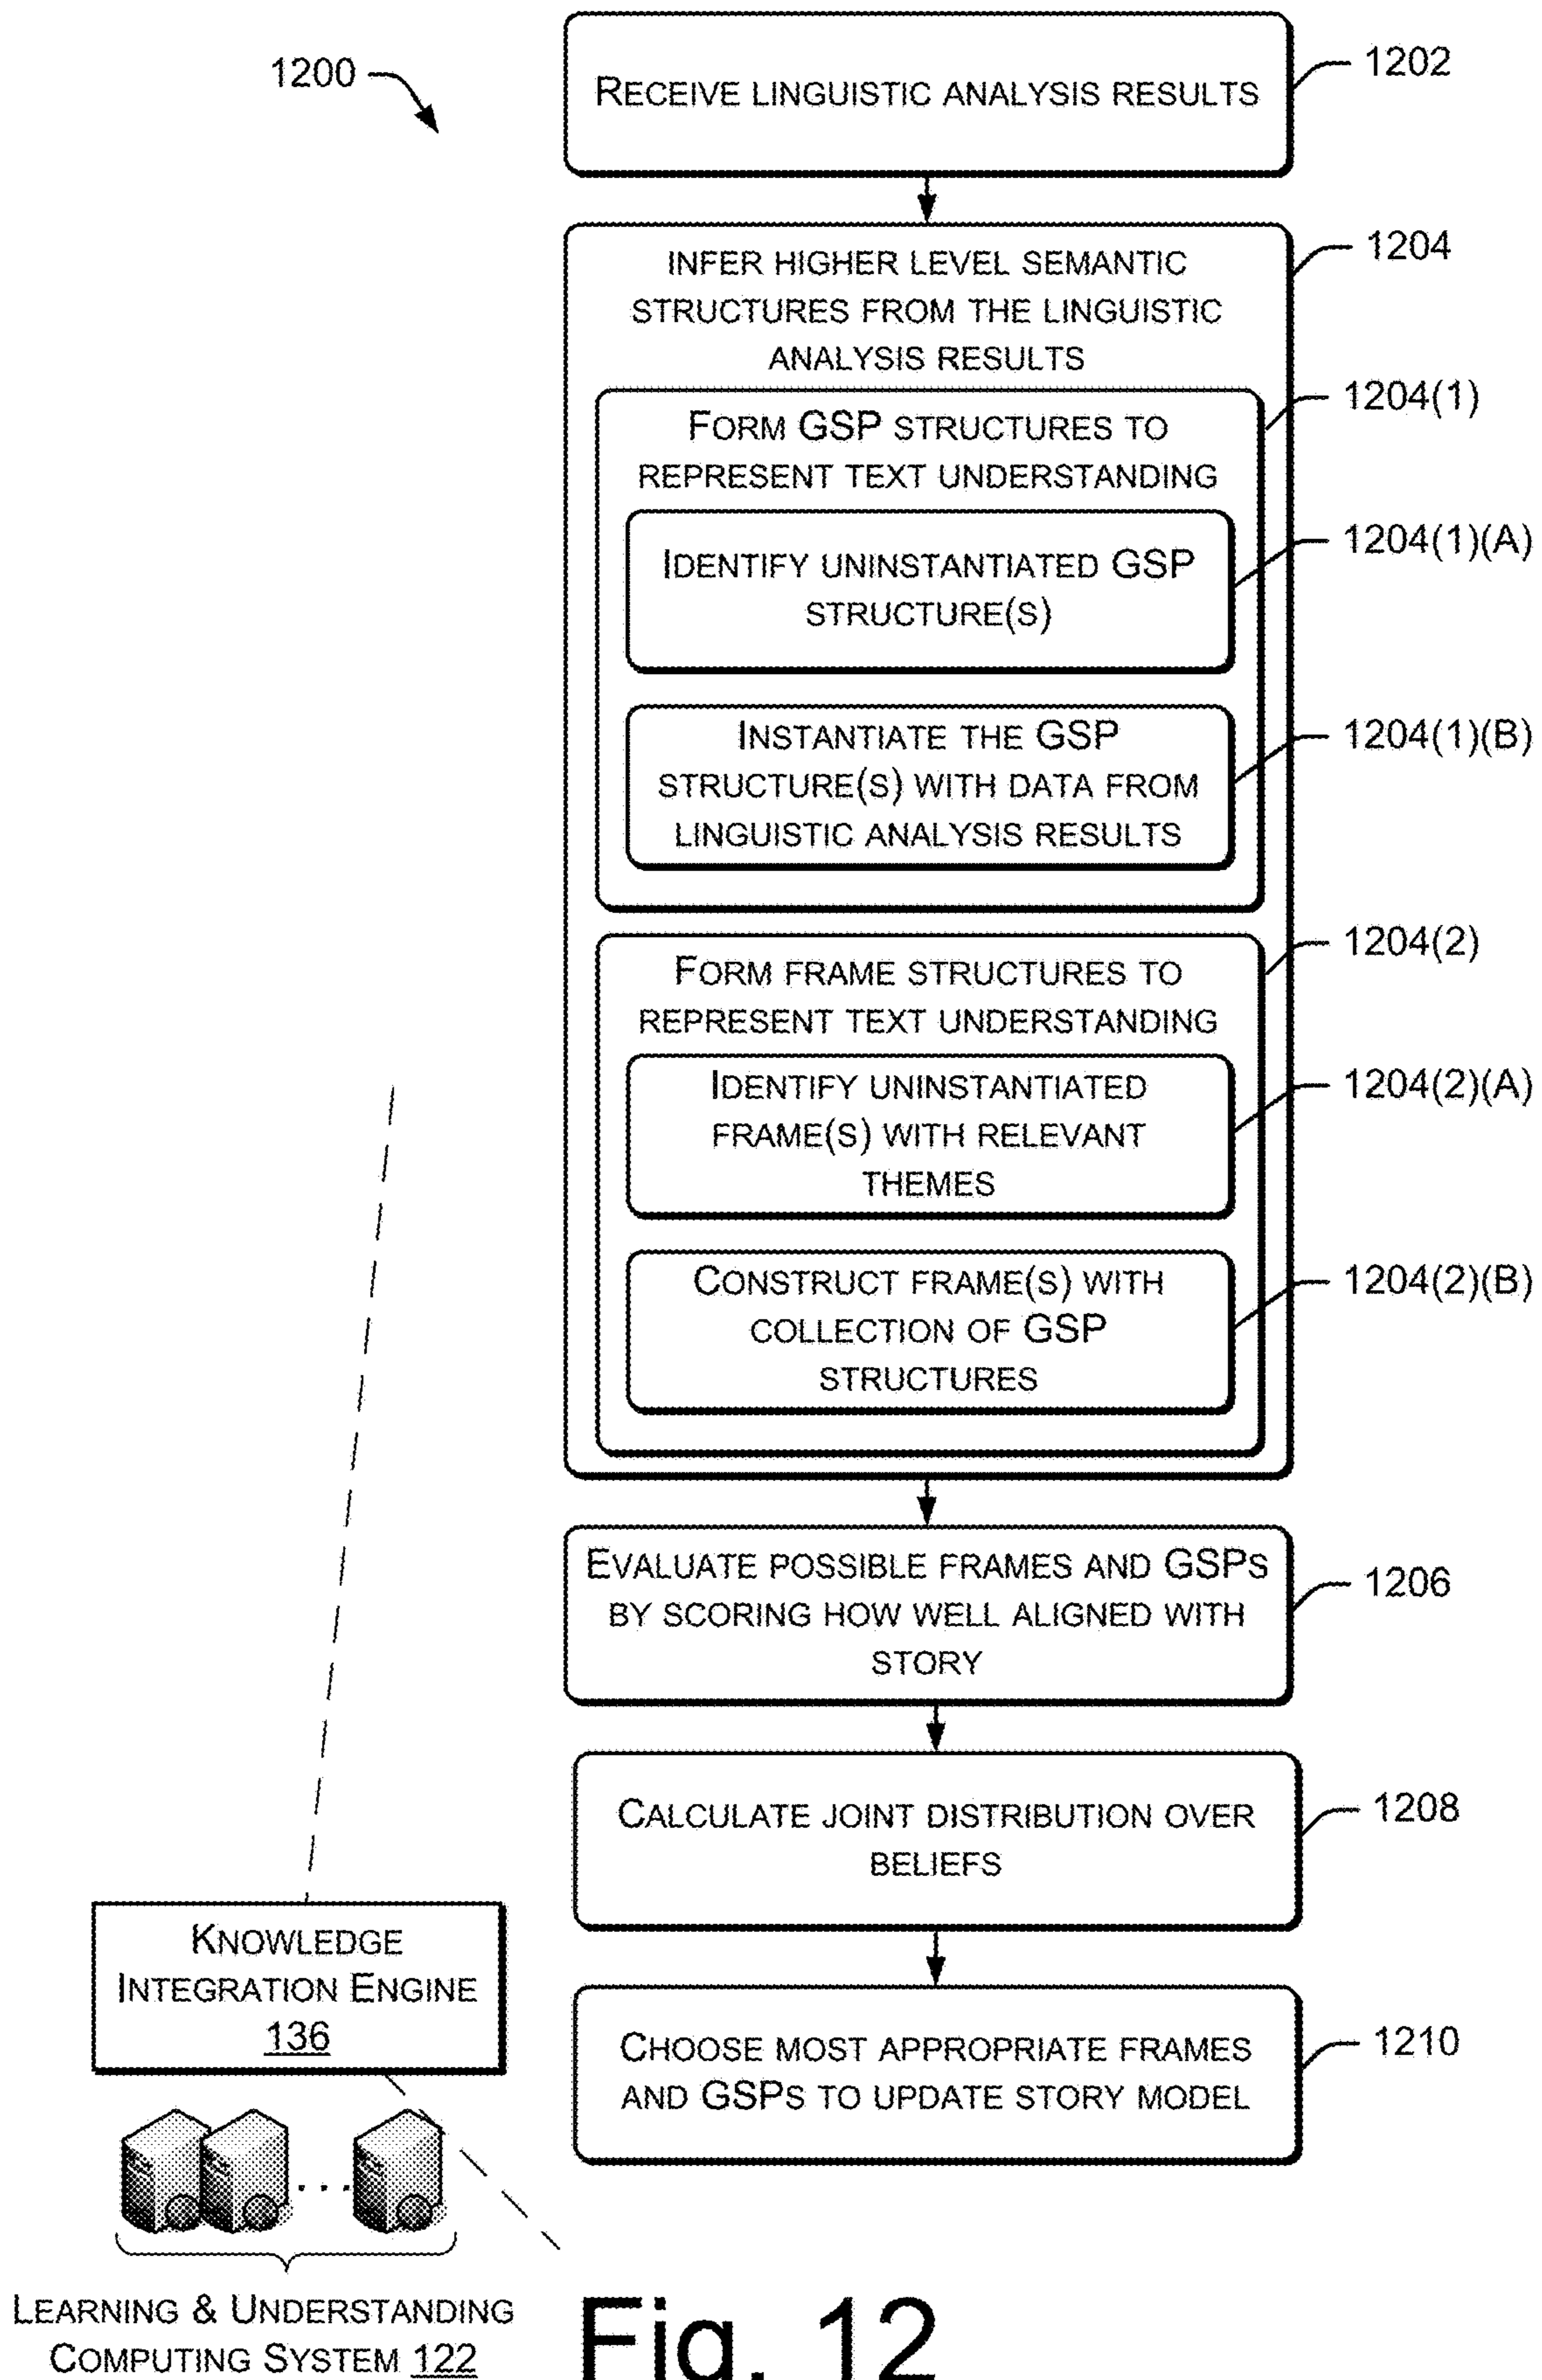 1200
RECEIVE LINGUISTIC ANALYSIS RESULTS
1202
INFER HIGHER LEVEL SEMANTIC
STRUCTURES FROM THE LINGUISTIC
ANALYSIS RESULTS
1204
FORM GSP STRUCTURES TO
REPRESENT TEXT UNDERSTANDING
1204(1)
IDENTIFY UNINSTANTIATED GSP
STRUCTURE(S)
1204(1)(A)
INSTANTIATE THE GSP
STRUCTURE(S) WITH DATA FROM
LINGUISTIC ANALYSIS RESULTS
1204(1)(B)
FORM FRAME STRUCTURES TO
REPRESENT TEXT UNDERSTANDING
1204(2)
IDENTIFY UNINSTANTIATED
FRAME(S) WITH RELEVANT
THEMES
1204(2)(A)
CONSTRUCT FRAME(S) WITH
COLLECTION OF GSP
STRUCTURES
1204(2)(B)
EVALUATE POSSIBLE FRAMES AND GSPS
BY SCORING HOW WELL ALIGNED WITH
STORY
1206
CALCULATE JOINT DISTRIBUTION OVER
BELIEFS
1208
CHOOSE MOST APPROPRIATE FRAMES
AND GSPS TO UPDATE STORY MODEL
1210
KNOWLEDGE
INTEGRATION ENGINE
136
...
LEARNING & UNDERSTANDING
COMPUTING SYSTEM 122
Fig. 12